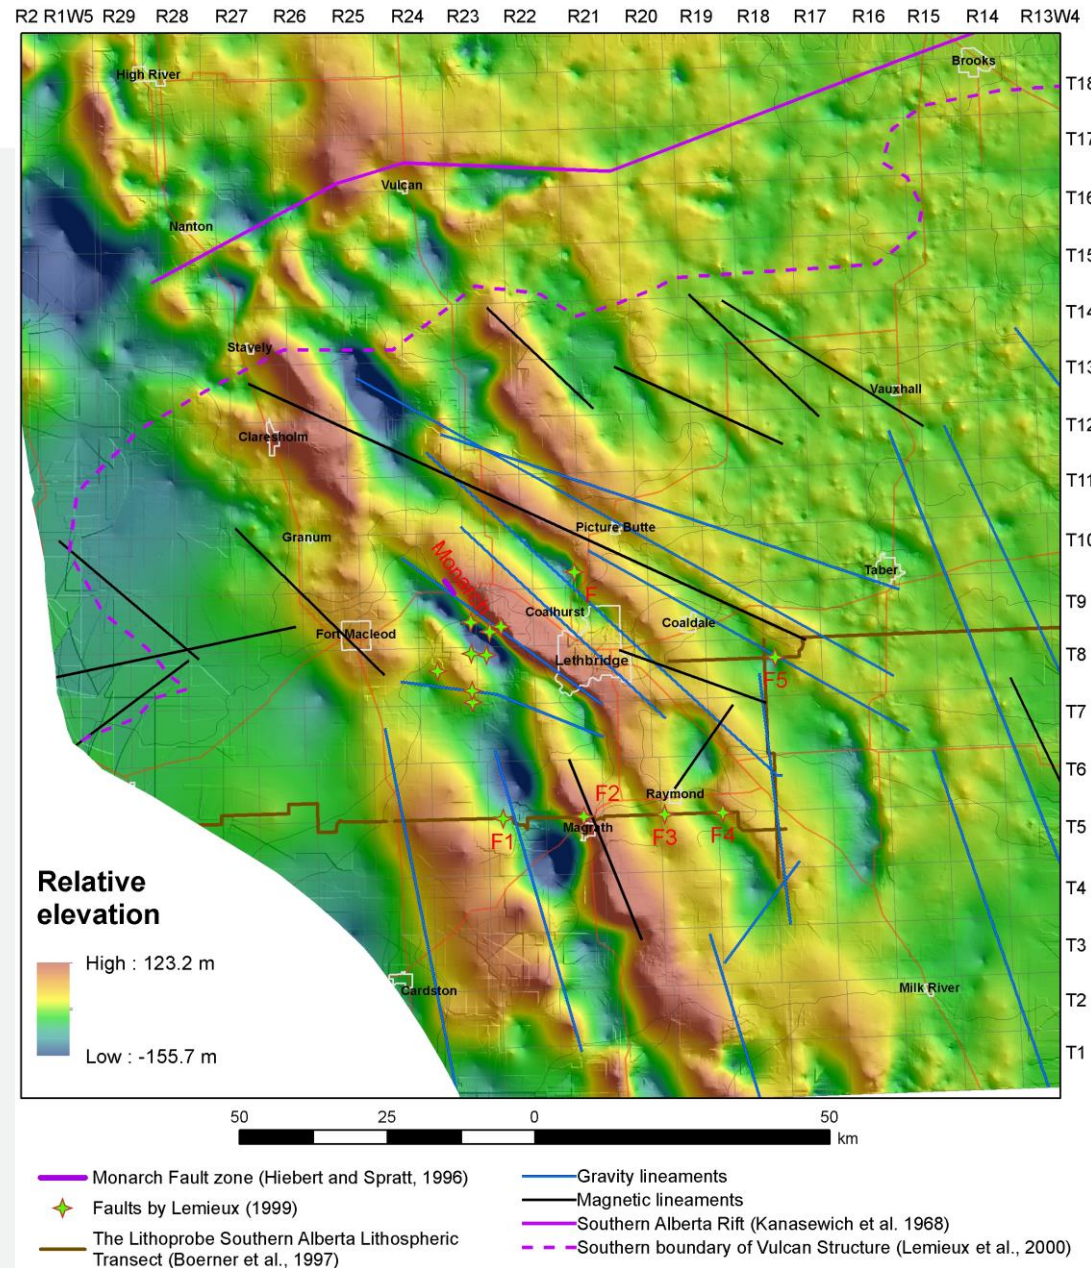 R2 R1W5 R29 R28 R27 R26 R25 R24 R23 R22 R21 R20 R19 R18 R17 R16 R15 R14 R13W4
High River
Brooks
T18
T17
Vulcan
T16
Nanton
T15
T14
Stavely
T13
Vauxhall
Claresholm
T12
T11
Picture Butte
Granum
T10
Monarch
Taber
F
T9
Coalhurst
Coaldale
Fort Macleod
Lethbridge
T8
F5
T7
T6
Raymond
F2
Magrath
T5
F1
F3
F4
Relative
elevation
T4
High : 123.2 m
T3
Cardston
Milk River
T2
Low : -155.7 m
T1
50 25 0 50
km
Monarch Fault zone (Hiebert and Spratt, 1996)
Faults by Lemieux (1999)
The Lithoprobe Southern Alberta Lithospheric
Transect (Boerner et al., 1997)
Gravity lineaments
Magnetic lineaments
Southern Alberta Rift (Kanasewich et al. 1968)
Southern boundary of Vulcan Structure (Lemieux et al., 2000)